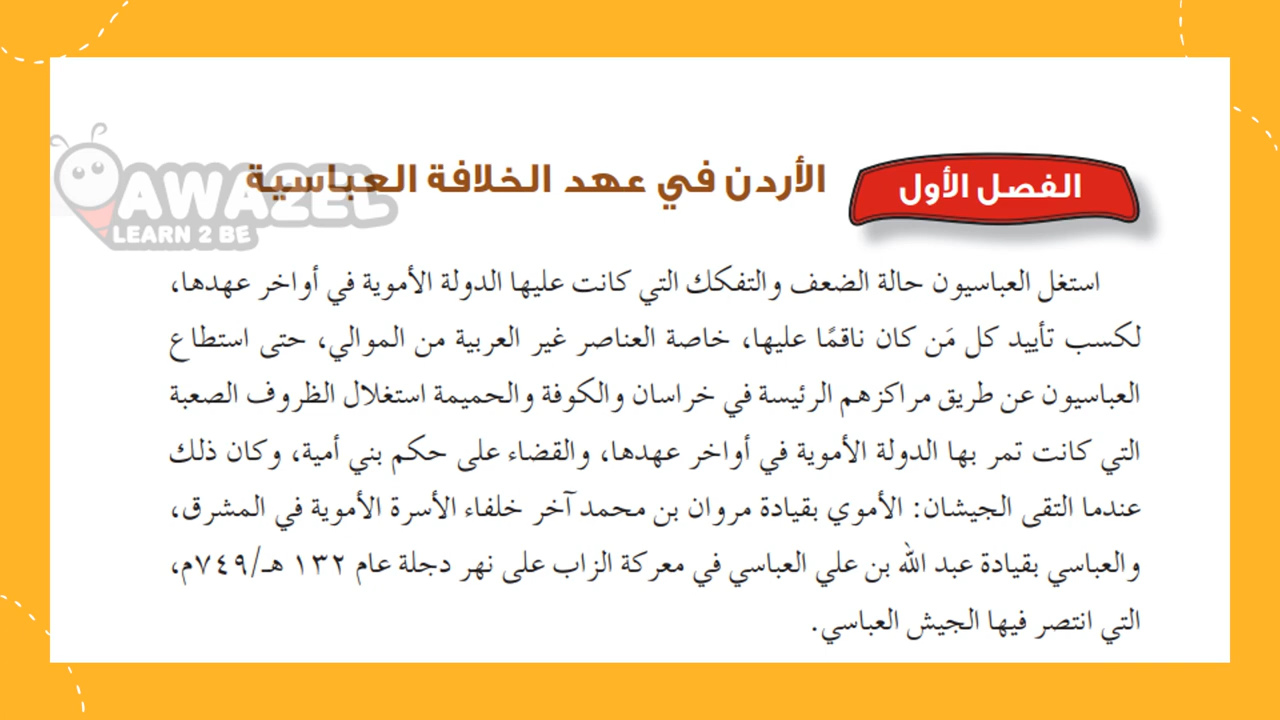 الفصل الأول
الأردن في عهد الخلافة العباسية
AWAZEL
LEARN 2 BE
استغل العباسيون حالة الضعف والتفكك التي كانت عليها الدولة الأموية في أواخر عهدها،
لكسب تأييد كل مَن كان ناقمًا عليها، خاصة العناصر غير العربية من الموالي، حتى استطاع
العباسيون عن طريق مراكزهم الرئيسة في خراسان والكوفة والحميمة استغلال الظروف الصعبة
التي كانت تمر بها الدولة الأموية في أواخر عهدها، والقضاء على حكم بني أمية، وكان ذلك
عندما التقى الجيشان: الأموي بقيادة مروان بن محمد آخر خلفاء الأسرة الأموية في المشرق،
والعباسي بقيادة عبد الله بن علي العباسي في معركة الزاب على نهر دجلة عام ١٣٢ هـ/٧٤٩م،
التي انتصر فيها الجيش العباسي.